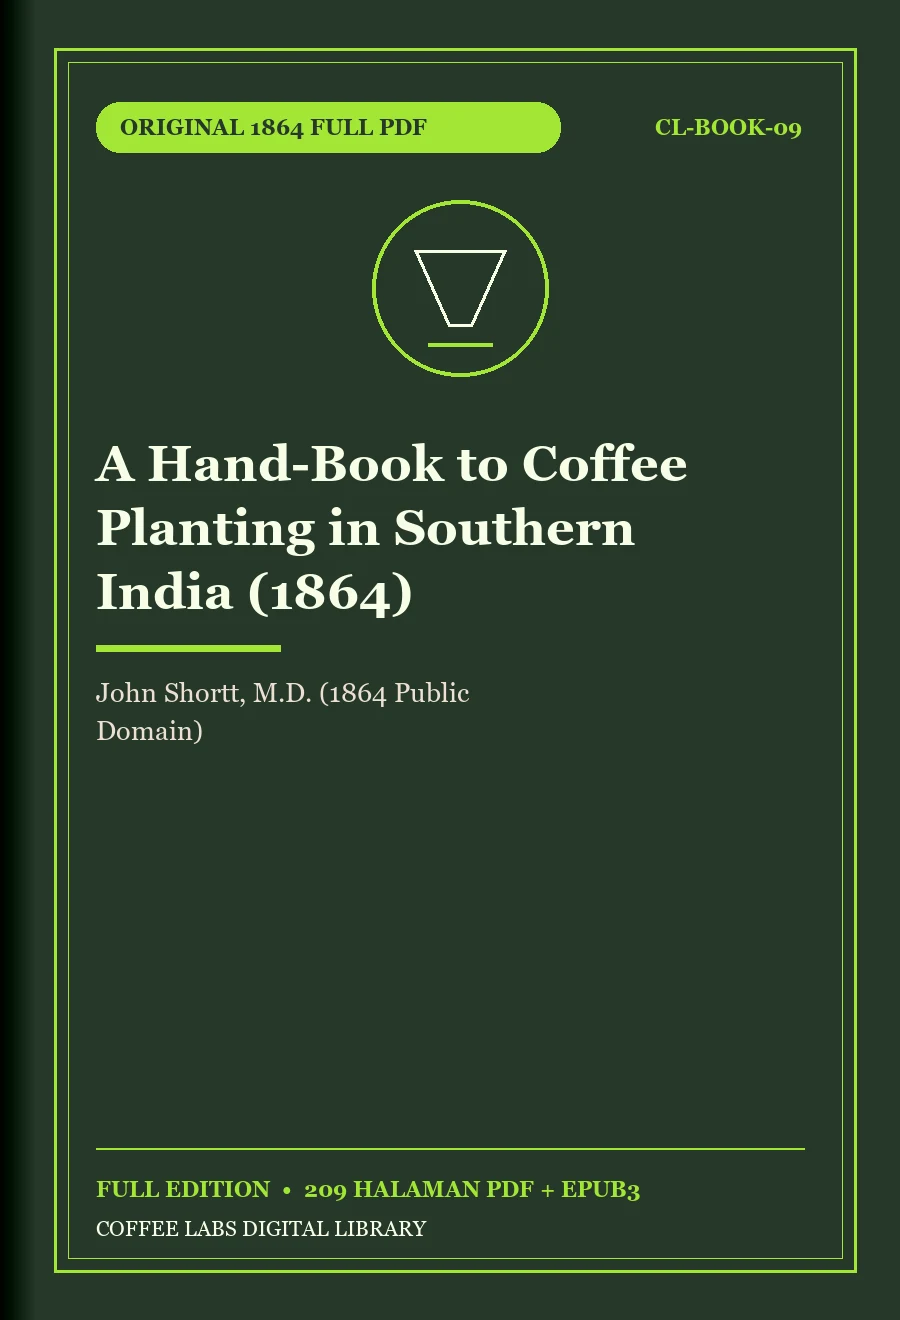 ORIGINAL 1864 FULL PDF
CL-BOOK-09
A Hand-Book to Coffee
Planting in Southern
India (1864)
John Shortt, M.D. (1864 Public
Domain)
FULL EDITION • 209 HALAMAN PDF + EPUB3
COFFEE LABS DIGITAL LIBRARY